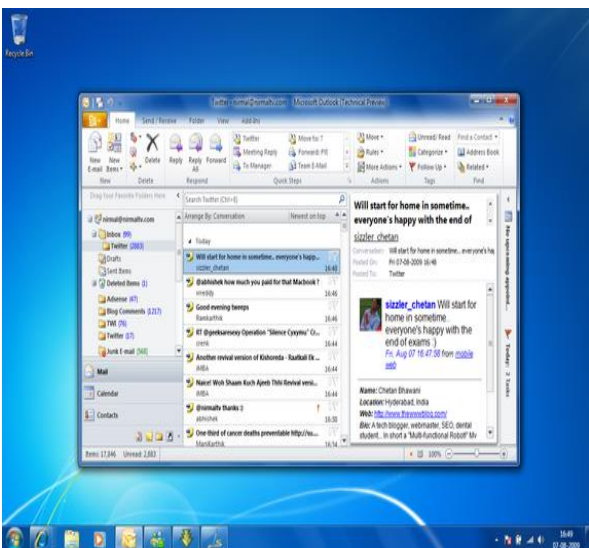 Recycle Bin
Twitter - nirmal@nirmaltv.com - Microsoft Outlook (Technical Preview)
Home Send / Receive Folder View Add-Ins
New E-mail
New Items
Delete
Reply
Reply All
Forward
Twitter
Meeting Reply
To Manager
Move to: ?
Forward: FYI
Team E-Mail
Move
Rules
More Actions
Unread/ Read
Categorize
Follow Up
Find a Contact
Address Book
Related
New Delete Respond Quick Steps Actions Tags Find
Drag Your Favorite Folders Here
nirmal@nirmaltv.com
Inbox (99)
Twitter (2883)
Drafts
Sent Items
Deleted Items (1)
Adsense (47)
Blog Comments (1217)
TWI (76)
Twitter (17)
Junk E-mail (568)
Mail
Calendar
Contacts
Search Twitter (Ctrl+E)
Arrange By: Conversation Newest on top
Today
Will start for home in sometime.. everyone's happ...
sizzler_chetan 16:48
@abhishek how much you paid for that Macbook ?
vireddy 16:46
Good evening tweeps
Ramkarthik 16:46
RT @geeksaresexy Operation "Silence Cyxymu" Cr...
orenk 16:44
Another revival version of Kishoreda - Raatkali Ek ...
iMBA 16:44
Naice! Woh Shaam Kuch Ajeeb Thhi Revival versi...
iMBA 16:44
@nirmaltv thanks :)
abhishek 16:38
One-third of cancer deaths preventable http://su....
ManiKarthik 16:34
Will start for home in sometime..
everyone's happy with the end of
sizzler_chetan
Conversation: Will start for home in sometime.. everyone's hap
Posted On: Fri 07-08-2009 16:48
Posted To: Twitter
sizzler_chetan Will start for
home in sometime..
everyone's happy with the
end of exams :)
Fri, Aug 07 16:47:58 from mobile
web
Name: Chetan Bhawani
Location: Hyderabad, India
Web: http://thewwwblog.com/
Bio: A tech blogger, webmaster, SEO, dental
student.. In short a "Multi-functional Robot!" My
No upcoming appoint...
Today: 2 Tasks
Items: 17,846 Unread: 2,883
100%
16:49
07-08-2009